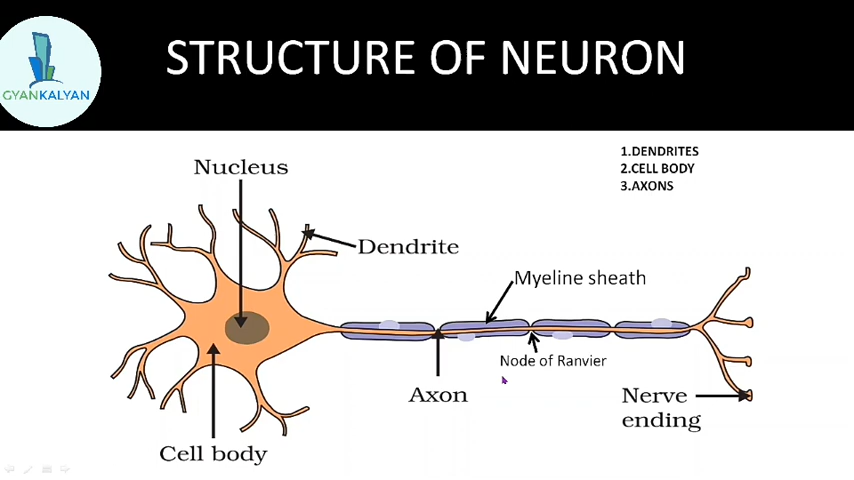 STRUCTURE OF NEURON
GYANKALYAN
1.DENDRITES
2.CELL BODY
3.AXONS
Nucleus
Dendrite
Myeline sheath
Node of Ranvier
Axon
Nerve
ending
Cell body